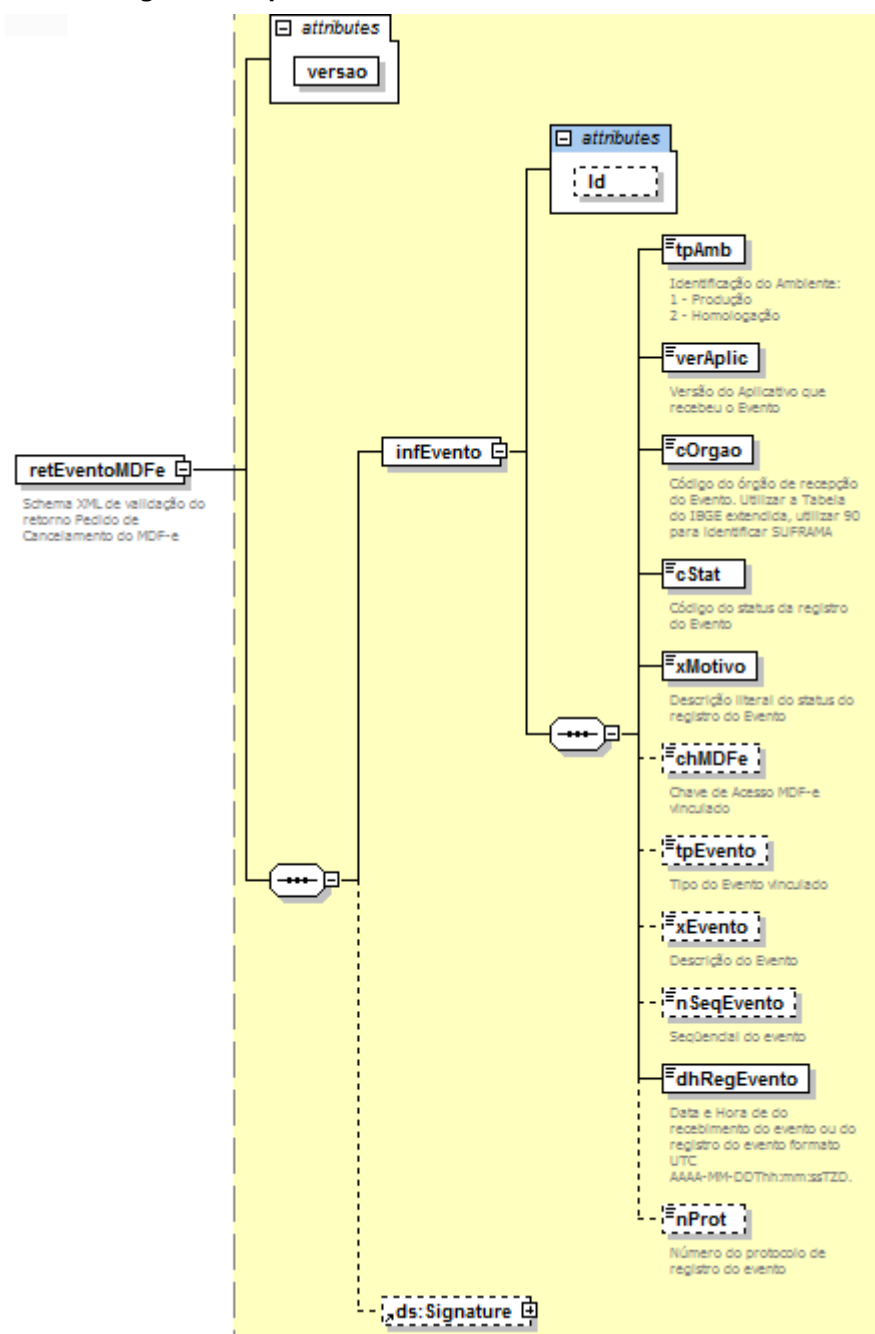 attributes
versao
attributes
Id
tpAmb
Identificação do Ambiente:
1 - Produção
2 - Homologação
verAplic
Versão do Aplicativo que
recebeu o Evento
infEvento
cOrgao
retEventoMDFe
Código do órgão de recepção
do Evento. Utilizar a Tabela
do IBGE extendida, utilizar 90
para identificar SUFRAMA
Schema XML de validação do
retorno Pedido de
Cancelamento do MDF-e
cStat
Código do status da registro
do Evento
xMotivo
Descrição literal do status do
registro do Evento
chMDFe
Chave de Acesso MDF-e
vinculado
tpEvento
Tipo do Evento vinculado
xEvento
Descrição do Evento
nSeqEvento
Seqüencial do evento
dhRegEvento
Data e Hora de do
recebimento do evento ou do
registro do evento formato
UTC
AAAA-MM-DDThh:mm:ssTZD.
nProt
Número do protocolo de
registro do evento
ds:Signature